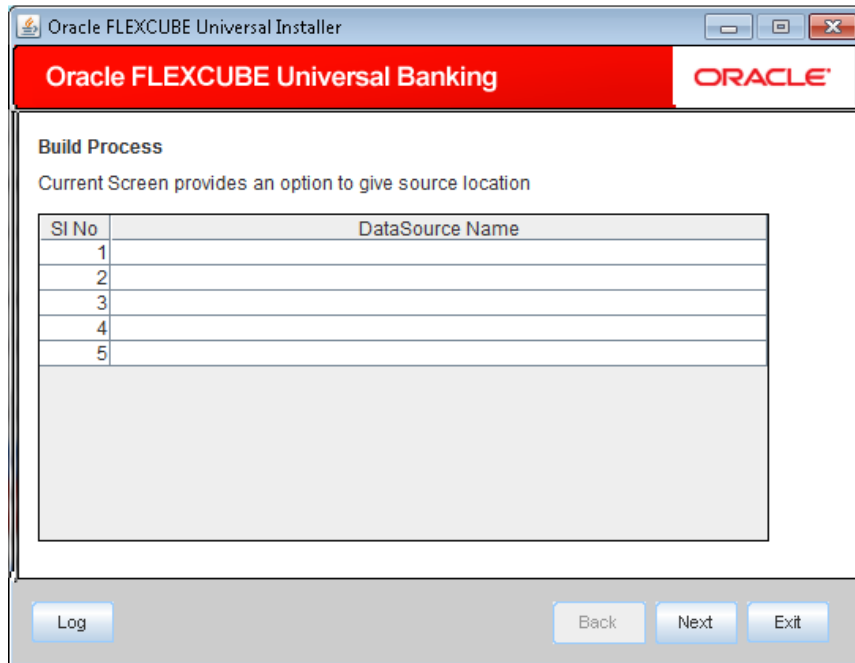 Oracle FLEXCUBE Universal Installer
Oracle FLEXCUBE Universal Banking
ORACLE
Build Process
Current Screen provides an option to give source location
SI No DataSource Name
1
2
3
4
5
Log Back Next Exit